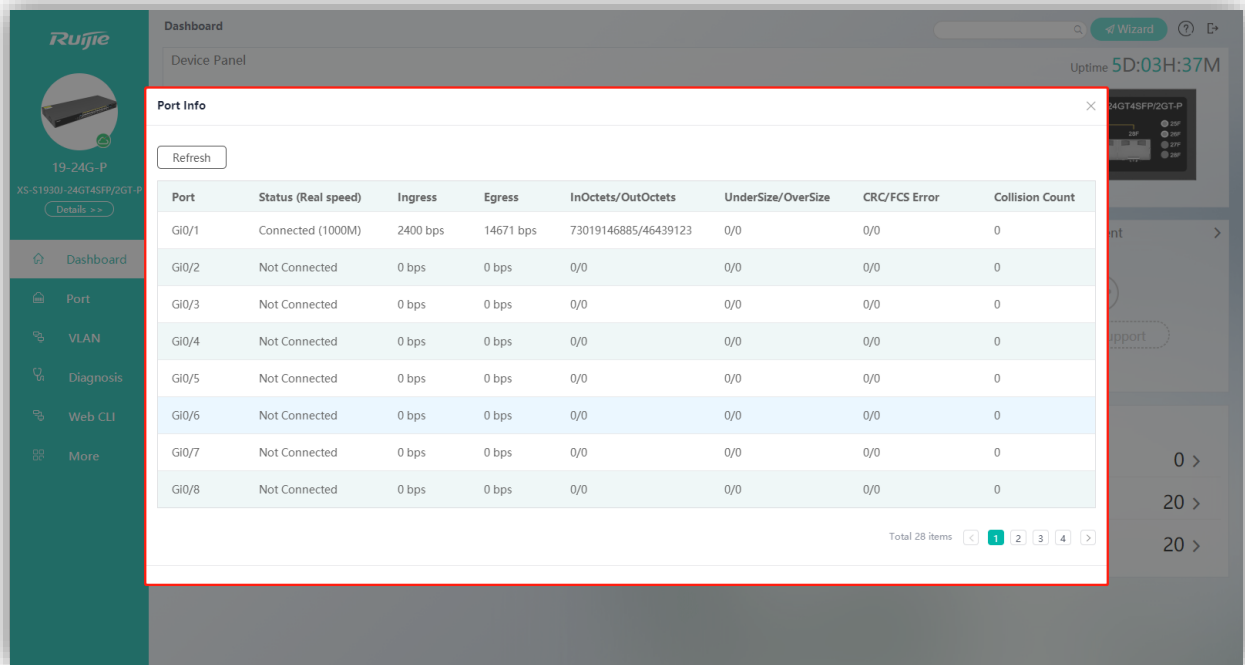 Ruijie
19-24G-P
XS-S1930J-24GT4SFP/2GT-P
Details >>
Dashboard
Port
VLAN
Diagnosis
Web CLI
More
Dashboard
Wizard
Device Panel
Uptime 5D:03H:37M
24GT4SFP/2GT-P
Port Info
Refresh
Port Status (Real speed) Ingress Egress InOctets/OutOctets UnderSize/OverSize CRC/FCS Error Collision Count
Gi0/1 Connected (1000M) 2400 bps 14671 bps 73019146885/46439123 0/0 0/0 0
Gi0/2 Not Connected 0 bps 0 bps 0/0 0/0 0/0 0
Gi0/3 Not Connected 0 bps 0 bps 0/0 0/0 0/0 0
Gi0/4 Not Connected 0 bps 0 bps 0/0 0/0 0/0 0
Gi0/5 Not Connected 0 bps 0 bps 0/0 0/0 0/0 0
Gi0/6 Not Connected 0 bps 0 bps 0/0 0/0 0/0 0
Gi0/7 Not Connected 0 bps 0 bps 0/0 0/0 0/0 0
Gi0/8 Not Connected 0 bps 0 bps 0/0 0/0 0/0 0
Total 28 items < 1 2 3 4 >
0 >
20 >
20 >